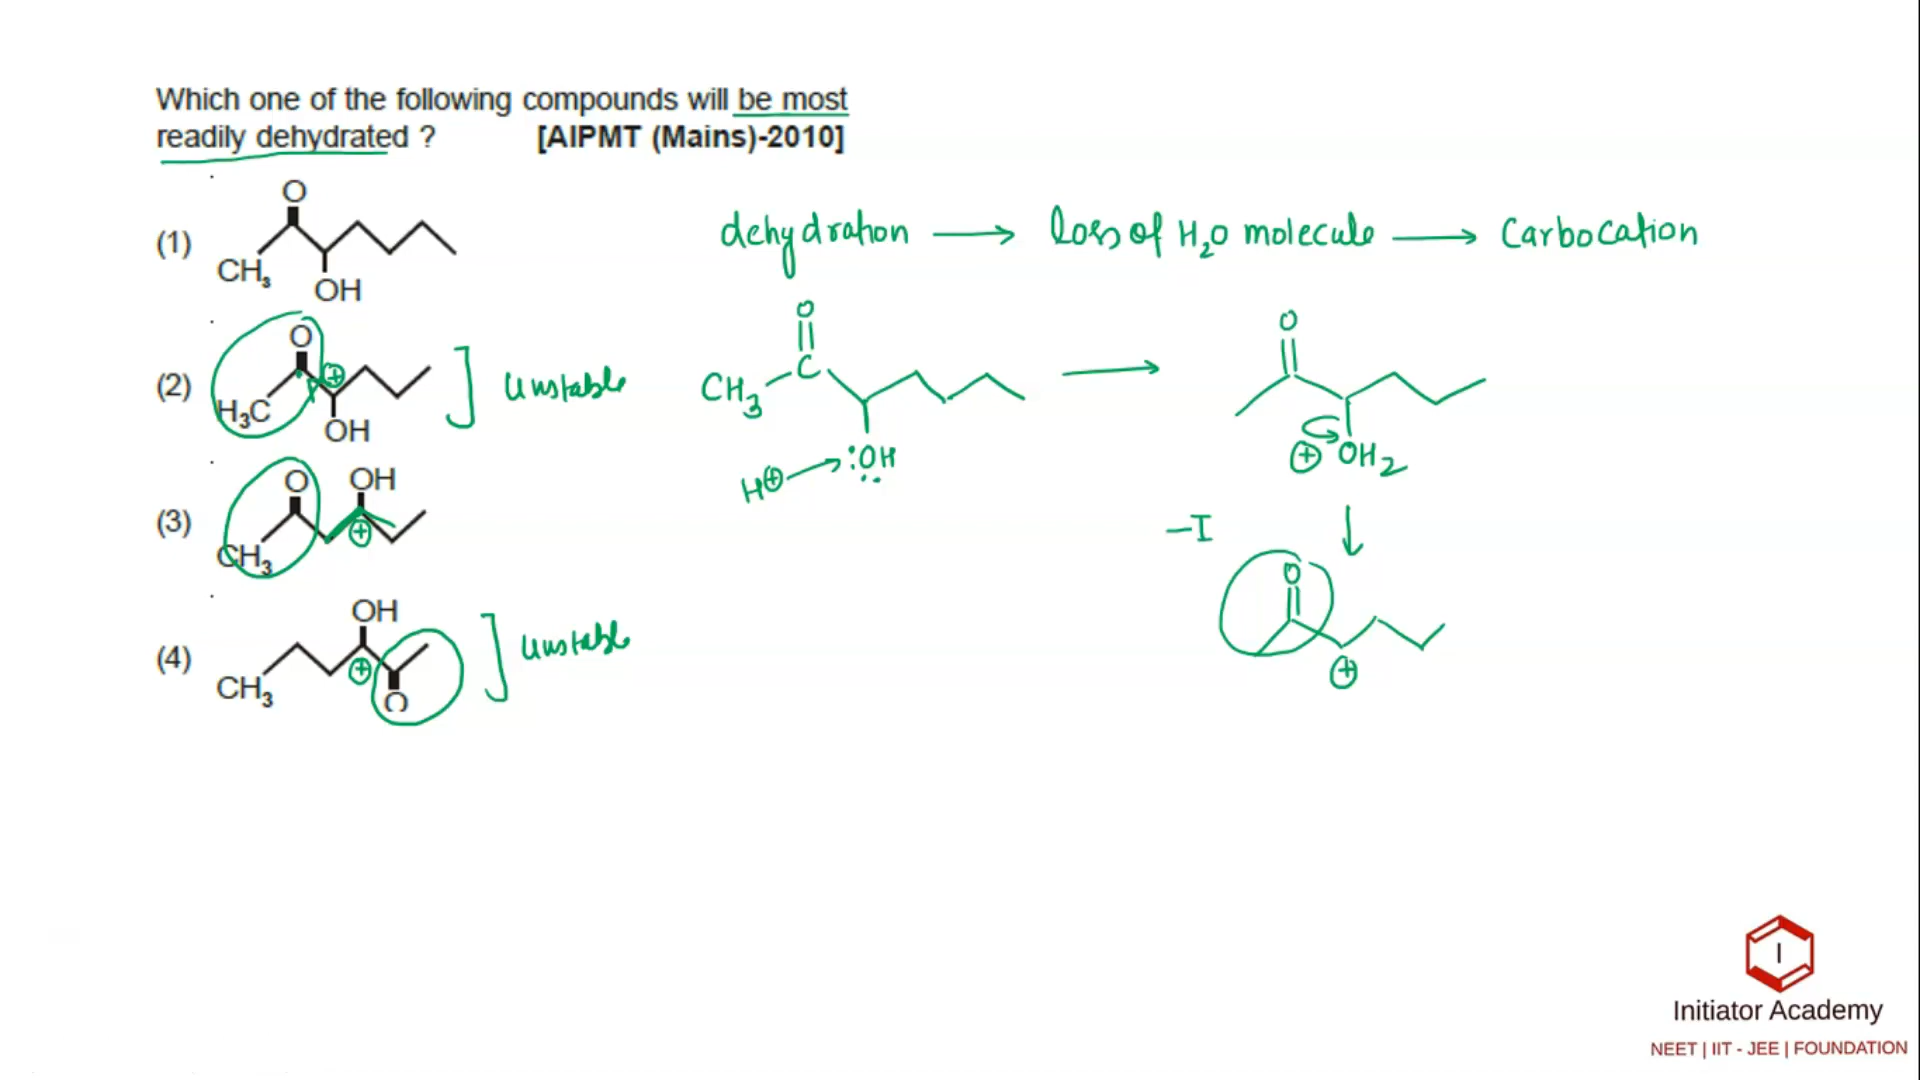 Which one of the following compounds will be most
readily dehydrated ? [AIPMT (Mains)-2010]
(1)
O
CH₃
OH
(2)
O
⊕
H₃C
OH
] Unstable
(3)
O
OH
⊕
CH₃
(4)
OH
⊕
CH₃
O
] Unstable
dehydration ⟶ loss of H₂O molecule ⟶ Carbocation
O
C
CH₃
H⊕ ⟶ :OH
⟶
O
⊕ OH₂
↓
–I
O
⊕
I
Initiator Academy
NEET | IIT - JEE | FOUNDATION